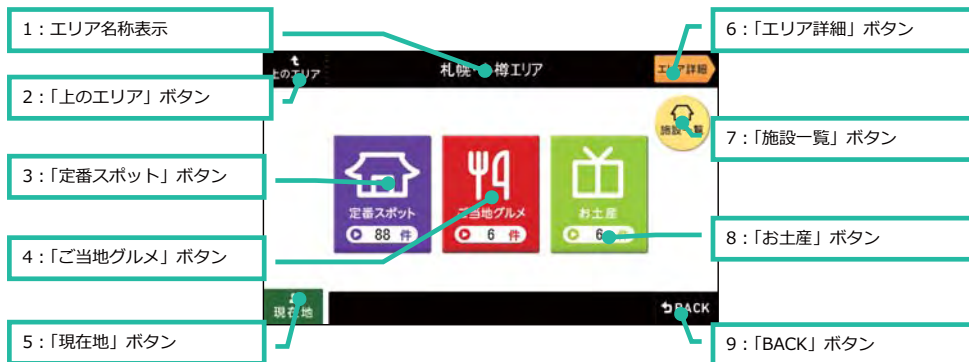 1：エリア名称表示
6：「エリア詳細」ボタン
上のエリア
札幌・小樽エリア
エリア詳細
2：「上のエリア」ボタン
施設一覧
7：「施設一覧」ボタン
3：「定番スポット」ボタン
定番スポット
ご当地グルメ
お土産
88 件
6 件
6 件
8：「お土産」ボタン
4：「ご当地グルメ」ボタン
現在地
BACK
5：「現在地」ボタン
9：「BACK」ボタン